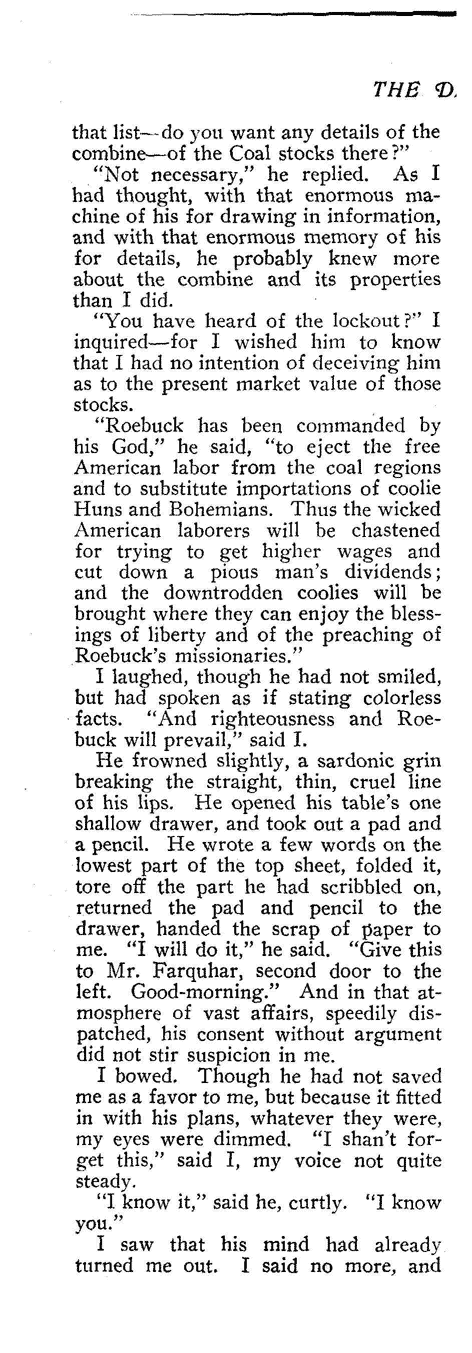 THE D
that list—do you want any details of the
combine—of the Coal stocks there?"
"Not necessary," he replied. As I
had thought, with that enormous ma-
chine of his for drawing in information,
and with that enormous memory of his
for details, he probably knew more
about the combine and its properties
than I did.
"You have heard of the lockout?" I
inquired—for I wished him to know
that I had no intention of deceiving him
as to the present market value of those
stocks.
"Roebuck has been commanded by
his God," he said, "to eject the free
American labor from the coal regions
and to substitute importations of coolie
Huns and Bohemians. Thus the wicked
American laborers will be chastened
for trying to get higher wages and
cut down a pious man's dividends;
and the downtrodden coolies will be
brought where they can enjoy the bless-
ings of liberty and of the preaching of
Roebuck's missionaries."
I laughed, though he had not smiled,
but had spoken as if stating colorless
facts. "And righteousness and Roe-
buck will prevail," said I.
He frowned slightly, a sardonic grin
breaking the straight, thin, cruel line
of his lips. He opened his table's one
shallow drawer, and took out a pad and
a pencil. He wrote a few words on the
lowest part of the top sheet, folded it,
tore off the part he had scribbled on,
returned the pad and pencil to the
drawer, handed the scrap of paper to
me. "I will do it," he said. "Give this
to Mr. Farquhar, second door to the
left. Good-morning." And in that at-
mosphere of vast affairs, speedily dis-
patched, his consent without argument
did not stir suspicion in me.
I bowed. Though he had not saved
me as a favor to me, but because it fitted
in with his plans, whatever they were,
my eyes were dimmed. "I shan't for-
get this," said I, my voice not quite
steady.
"I know it," said he, curtly. "I know
you."
I saw that his mind had already
turned me out. I said no more, and